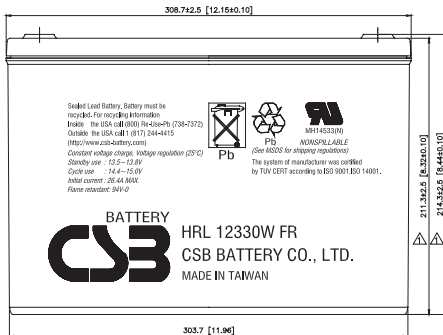 308.7±2.5 [12.15±0.10]
Sealed Lead Battery, Battery must be
recycled. For recycling information
Inside the USA call (800) Re-Use-Pb (738-7372)
Outside the USA call 1 (817) 244-4415
(http://www.csb-battery.com)
Constant voltage charge, Voltage regulation (25°C)
Standby use : 13.5~13.8V
Cycle use : 14.4~15.0V
Initial current : 26.4A MAX.
Flame retardant: 94V-0
Pb
Pb
MH14533(N)
NONSPILLABLE
(See MSDS for shipping regulations)
The system of manufacturer was certified
by TUV CERT according to ISO 9001,ISO 14001.
BATTERY
CSB
HRL 12330W FR
CSB BATTERY CO., LTD.
MADE IN TAIWAN
211.3±2.5 [8.32±0.10]
214.3±2.5 [8.44±0.10]
303.7 [11.96]